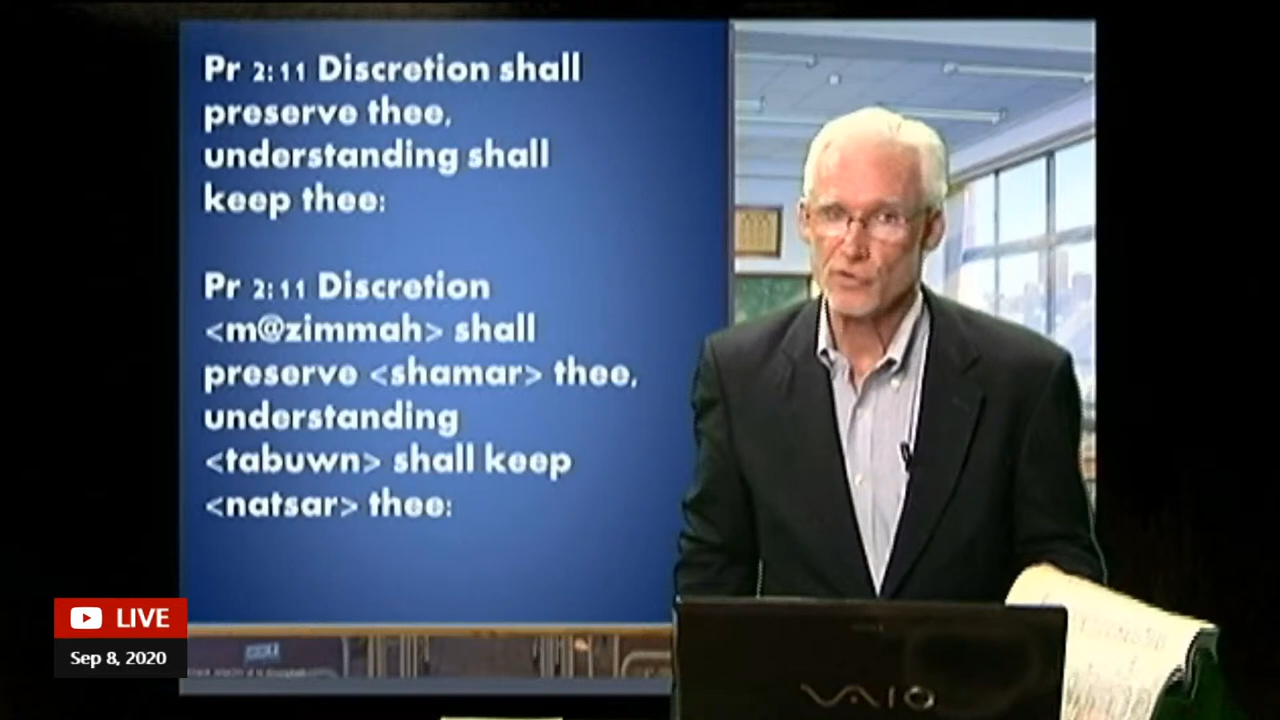 Pr 2:11 Discretion shall
preserve thee,
understanding shall
keep thee:
Pr 2:11 Discretion
<m@zimmah> shall
preserve <shamar> thee,
understanding
<tabuwn> shall keep
<natsar> thee:
LIVE
Sep 8, 2020
VAIO